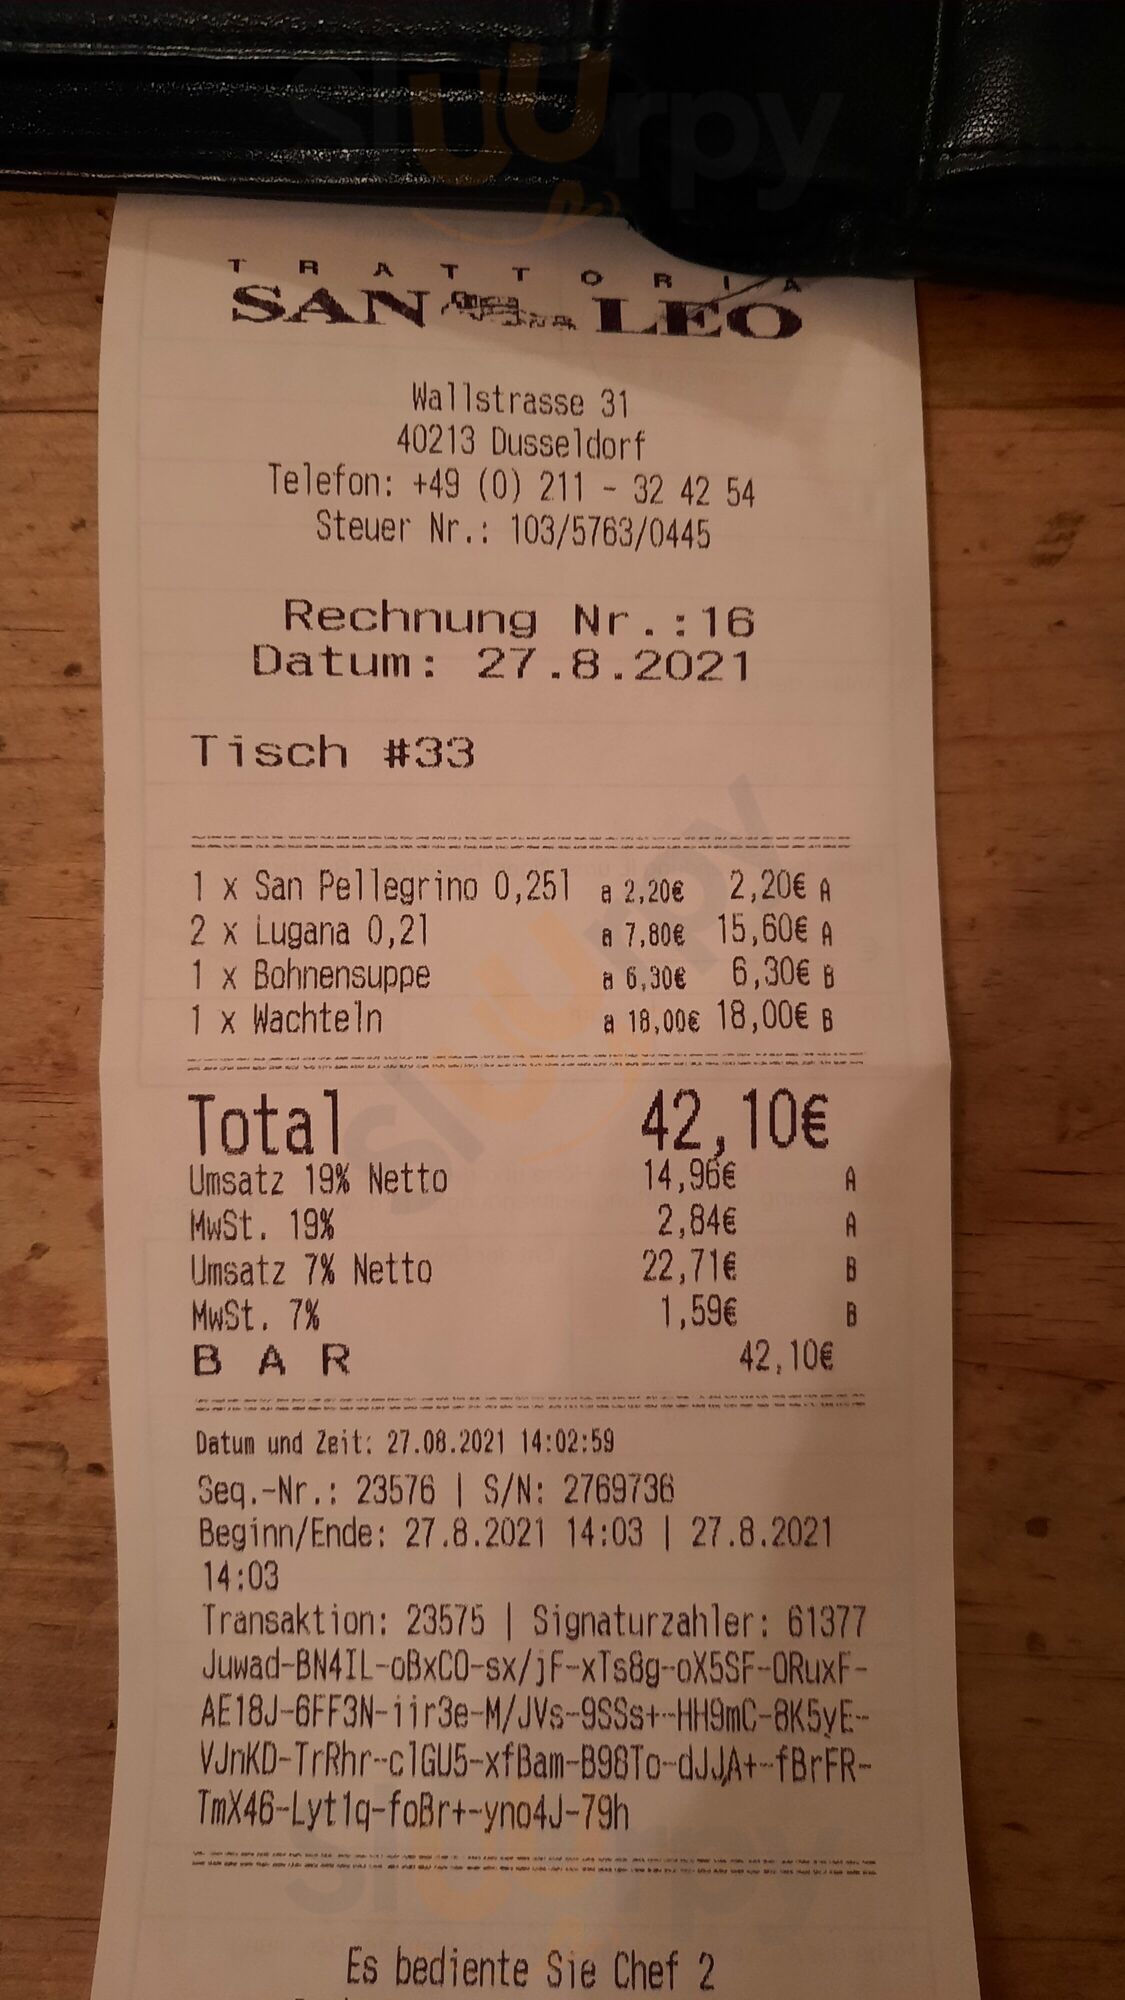 sluurpy
TRATTORIA
SAN LEO
Wallstrasse 31
40213 Dusseldorf
Telefon: +49 (0) 211 - 32 42 54
Steuer Nr.: 103/5763/0445
Rechnung Nr.:16
Datum: 27.8.2021
Tisch #33
1 x San Pellegrino 0,25l a 2,20€ 2,20€ A
2 x Lugana 0,2l a 7,80€ 15,60€ A
1 x Bohnensuppe a 6,30€ 6,30€ B
1 x Wachteln a 18,00€ 18,00€ B
sluurpy
Total 42,10€
Umsatz 19% Netto 14,96€ A
MwSt. 19% 2,84€ A
Umsatz 7% Netto 22,71€ B
MwSt. 7% 1,59€ B
BAR 42,10€
Datum und Zeit: 27.08.2021 14:02:59
Seq.-Nr.: 23576 | S/N: 2769736
Beginn/Ende: 27.8.2021 14:03 | 27.8.2021
14:03
Transaktion: 23575 | Signaturzahler: 61377
Juwad-BN4IL-oBxCO-sx/jF-xTs8g-oX5SF-QRuxF-
AE18J-6FF3N-iir3e-M/JVs-9SSs+-HH9mC-8K5yE-
VJnKD-TrRhr-clGU5-xfBam-B98To-dJJA+-fBrFR-
TmX46-Lyt1q-foBr+-yno4J-79h
sluurpy
Es bediente Sie Chef 2